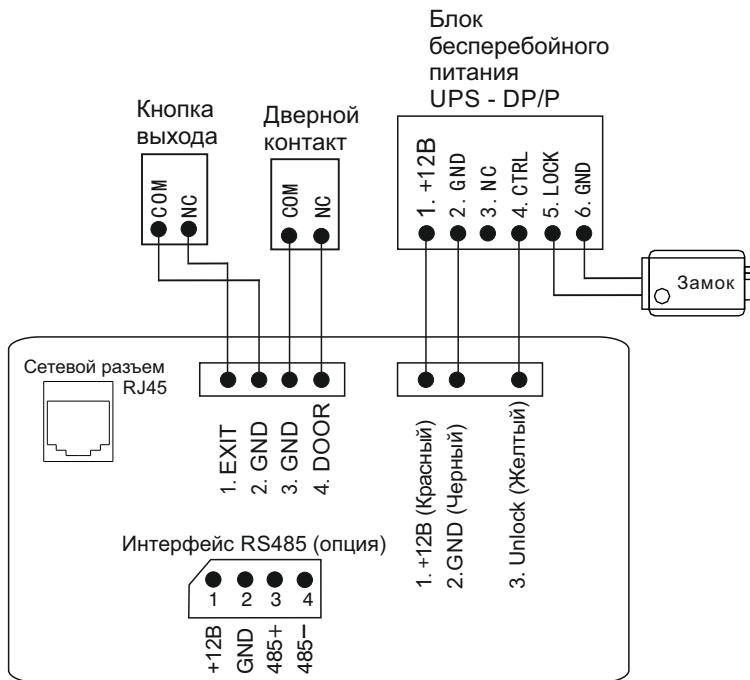 Блок
бесперебойного
питания
UPS - DP/P
Кнопка
выхода
Дверной
контакт
COM
NC
COM
NC
1. +12В
2. GND
3. NC
4. CTRL
5. LOCK
6. GND
Замок
Сетевой разъем
RJ45
1. EXIT
2. GND
3. GND
4. DOOR
1. +12В (Красный)
2.GND (Черный)
3. Unlock (Желтый)
Интерфейс RS485 (опция)
1 2 3 4
+12В
GND
485+
485−